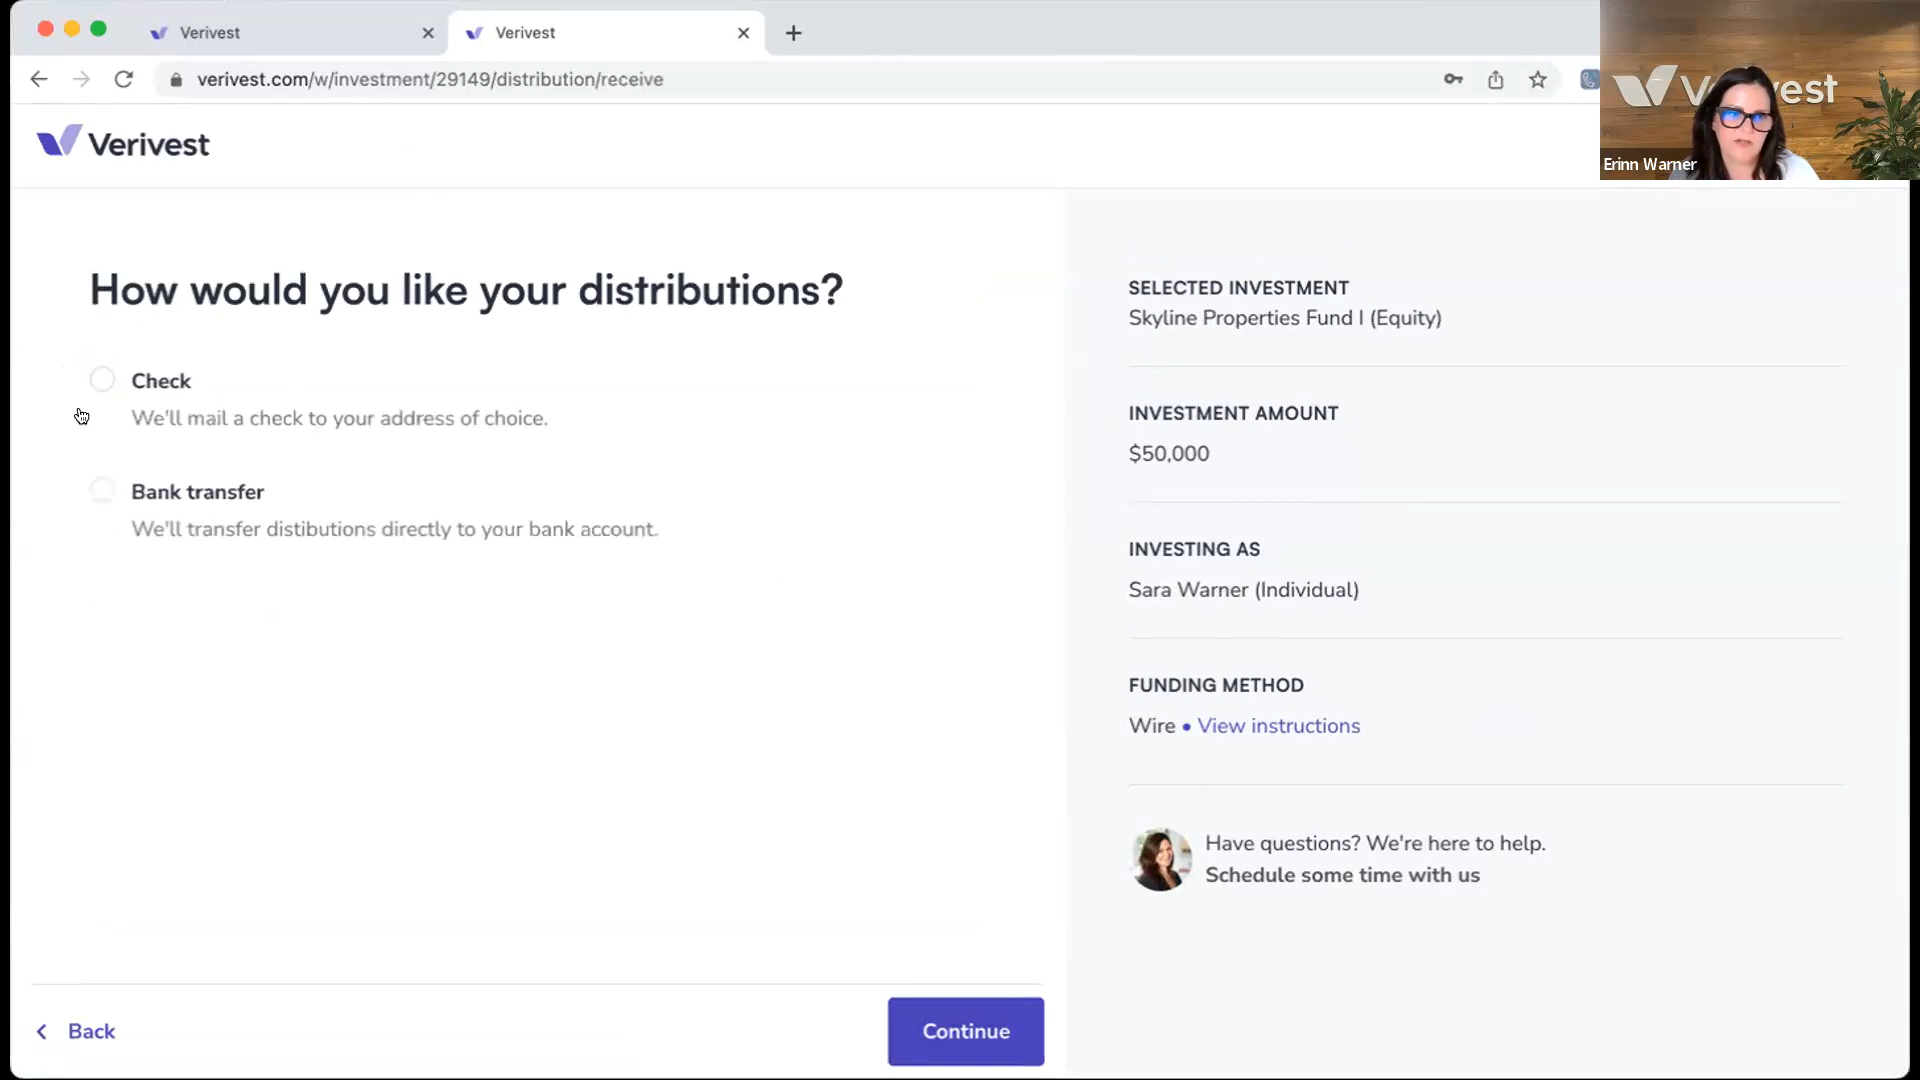 Verivest
Verivest
verivest.com/w/investment/29149/distribution/receive
Erinn Warner
Verivest
How would you like your distributions?
Check
We'll mail a check to your address of choice.
Bank transfer
We'll transfer distibutions directly to your bank account.
Back
Continue
SELECTED INVESTMENT
Skyline Properties Fund I (Equity)
INVESTMENT AMOUNT
$50,000
INVESTING AS
Sara Warner (Individual)
FUNDING METHOD
Wire • View instructions
Have questions? We're here to help.
Schedule some time with us